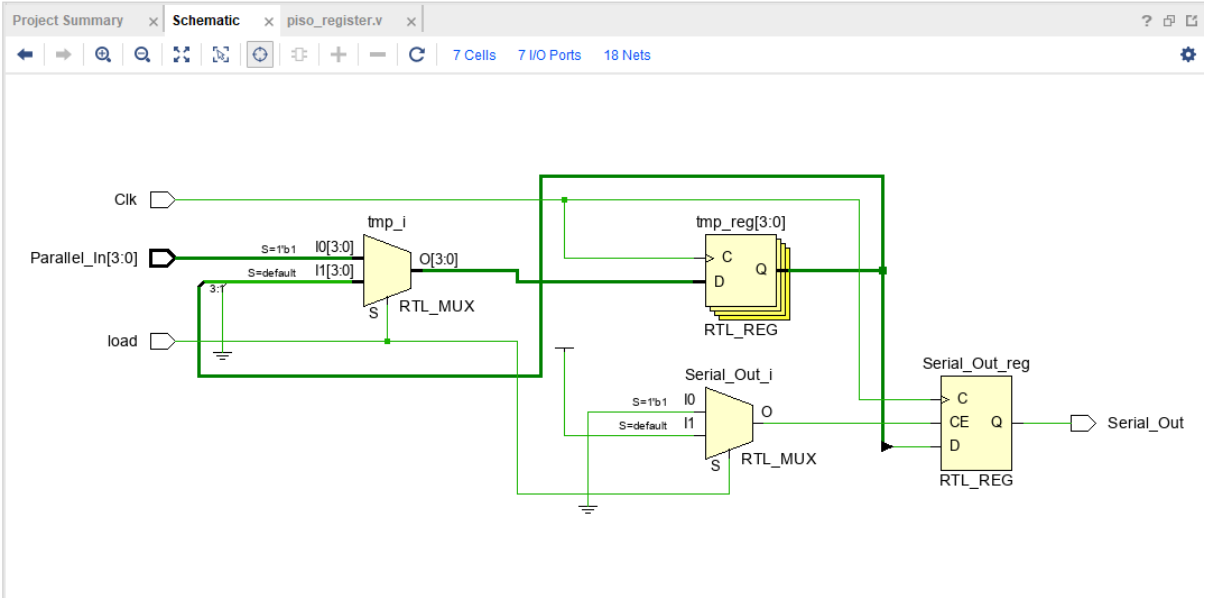 Project Summary × Schematic × piso_register.v ×
?
7 Cells 7 I/O Ports 18 Nets
Clk
tmp_i
tmp_reg[3:0]
Parallel_In[3:0]
S=1'b1 I0[3:0]
S=default I1[3:0]
O[3:0]
3:1
S
RTL_MUX
C
D
Q
RTL_REG
load
Serial_Out_i
S=1'b1 I0
S=default I1
O
S
RTL_MUX
Serial_Out_reg
C
CE Q
D
RTL_REG
Serial_Out